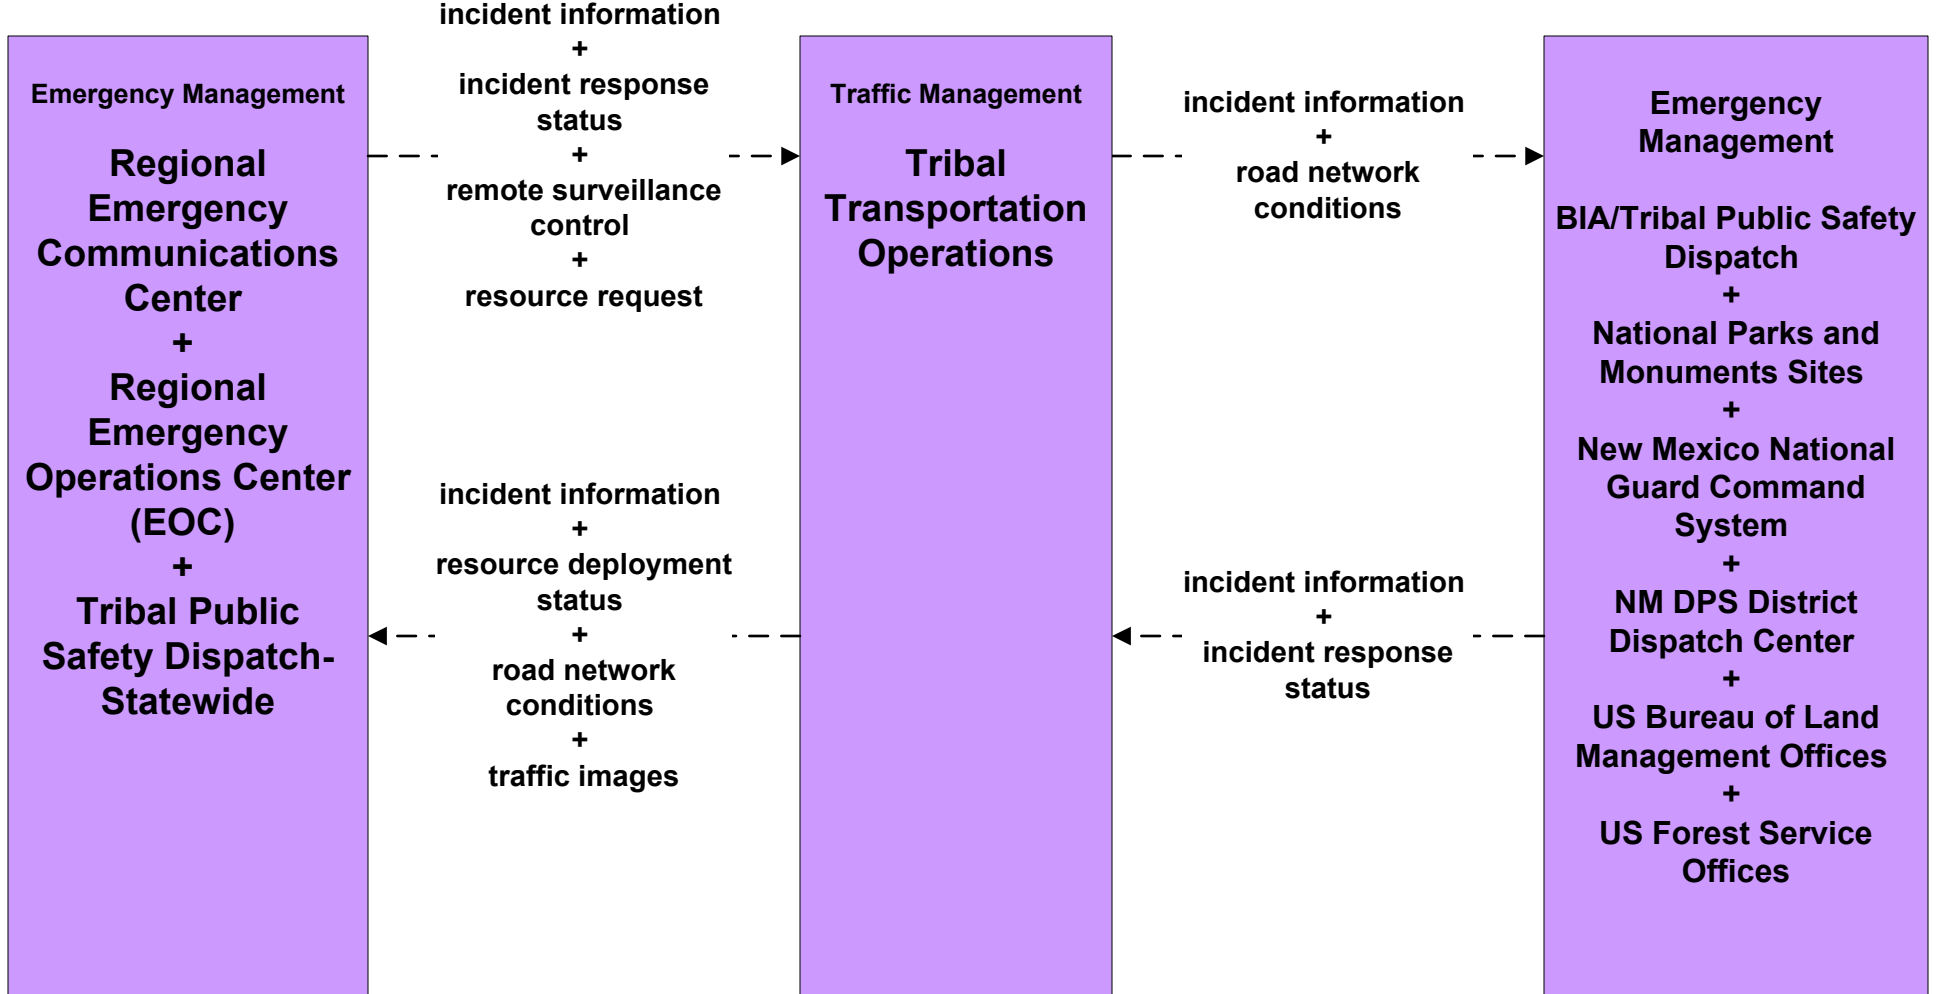 Emergency Management
Regional
Emergency
Communications
Center
+
Regional
Emergency
Operations Center
(EOC)
+
Tribal Public
Safety Dispatch-
Statewide
incident information
+
incident response
status
+
remote surveillance
control
+
resource request
incident information
+
resource deployment
status
+
road network
conditions
+
traffic images
Traffic Management
Tribal
Transportation
Operations
incident information
+
road network
conditions
incident information
+
incident response
status
Emergency
Management
BIA/Tribal Public Safety
Dispatch
+
National Parks and
Monuments Sites
+
New Mexico National
Guard Command
System
+
NM DPS District
Dispatch Center
+
US Bureau of Land
Management Offices
+
US Forest Service
Offices